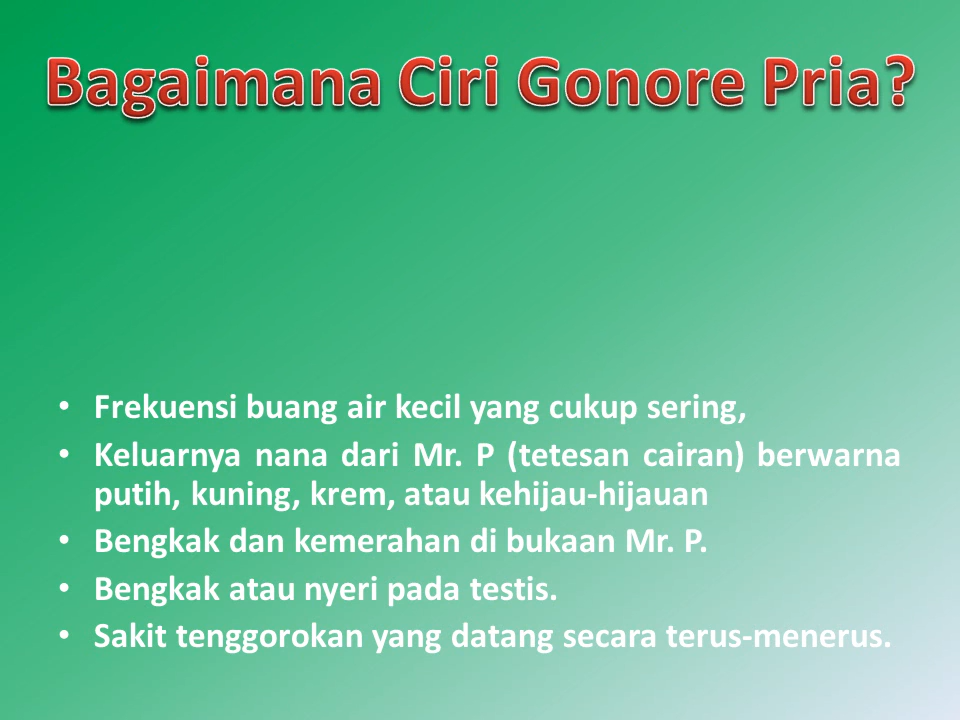 Bagaimana Ciri Gonore Pria?
• Frekuensi buang air kecil yang cukup sering,
• Keluarnya nana dari Mr. P (tetesan cairan) berwarna
putih, kuning, krem, atau kehijau-hijauan
• Bengkak dan kemerahan di bukaan Mr. P.
• Bengkak atau nyeri pada testis.
• Sakit tenggorokan yang datang secara terus-menerus.